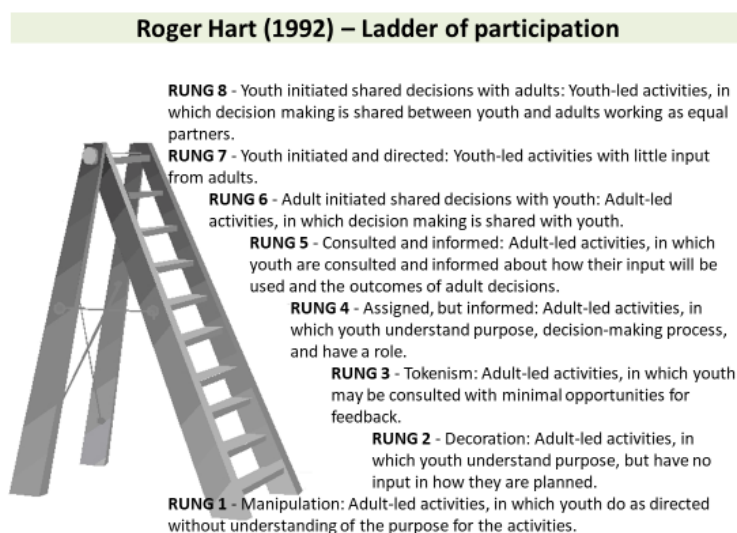 Roger Hart (1992) – Ladder of participation
RUNG 8 - Youth initiated shared decisions with adults: Youth-led activities, in
which decision making is shared between youth and adults working as equal
partners.
RUNG 7 - Youth initiated and directed: Youth-led activities with little input
from adults.
RUNG 6 - Adult initiated shared decisions with youth: Adult-led
activities, in which decision making is shared with youth.
RUNG 5 - Consulted and informed: Adult-led activities, in which
youth are consulted and informed about how their input will be
used and the outcomes of adult decisions.
RUNG 4 - Assigned, but informed: Adult-led activities, in
which youth understand purpose, decision-making process,
and have a role.
RUNG 3 - Tokenism: Adult-led activities, in which youth
may be consulted with minimal opportunities for
feedback.
RUNG 2 - Decoration: Adult-led activities, in
which youth understand purpose, but have no
input in how they are planned.
RUNG 1 - Manipulation: Adult-led activities, in which youth do as directed
without understanding of the purpose for the activities.